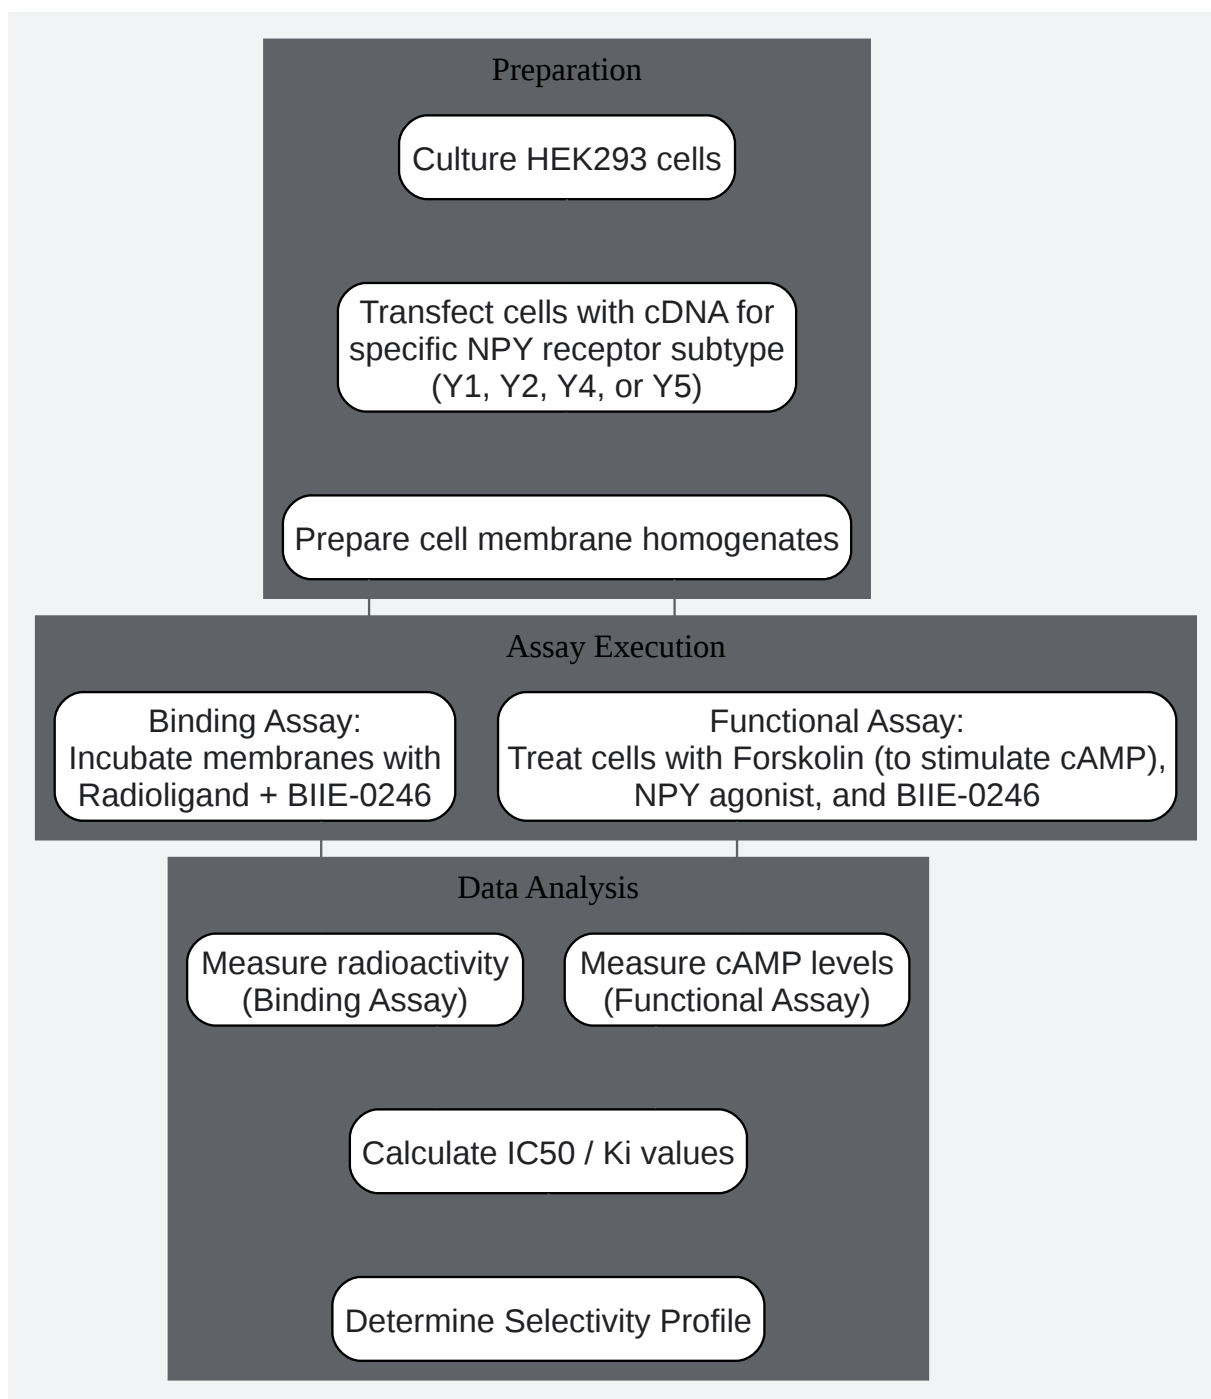 Preparation
Culture HEK293 cells
Transfect cells with cDNA for
specific NPY receptor subtype
(Y1, Y2, Y4, or Y5)
Prepare cell membrane homogenates
Assay Execution
Binding Assay:
Incubate membranes with
Radioligand + BIIE-0246
Functional Assay:
Treat cells with Forskolin (to stimulate cAMP),
NPY agonist, and BIIE-0246
Data Analysis
Measure radioactivity
(Binding Assay)
Measure cAMP levels
(Functional Assay)
Calculate IC50 / Ki values
Determine Selectivity Profile